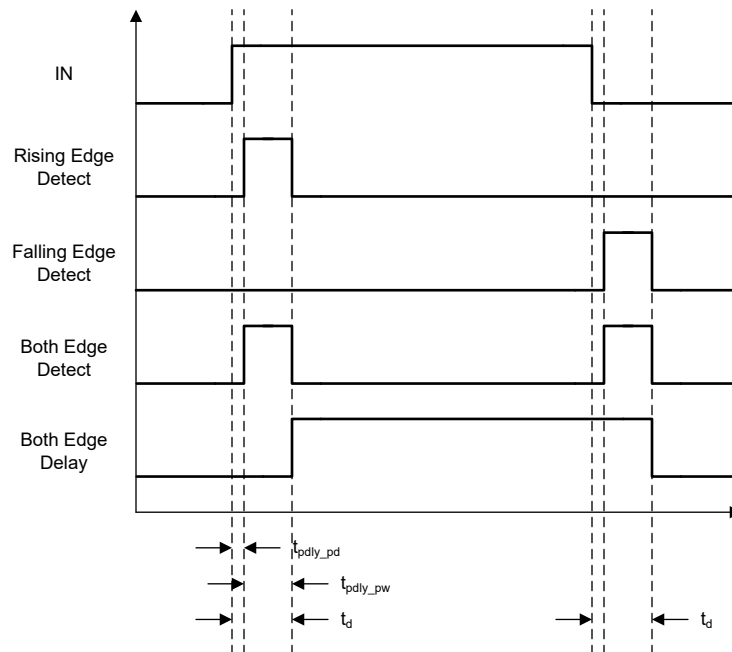 IN
Rising Edge
Detect
Falling Edge
Detect
Both Edge
Detect
Both Edge
Delay
tpdly_pd
tpdly_pw
td
td